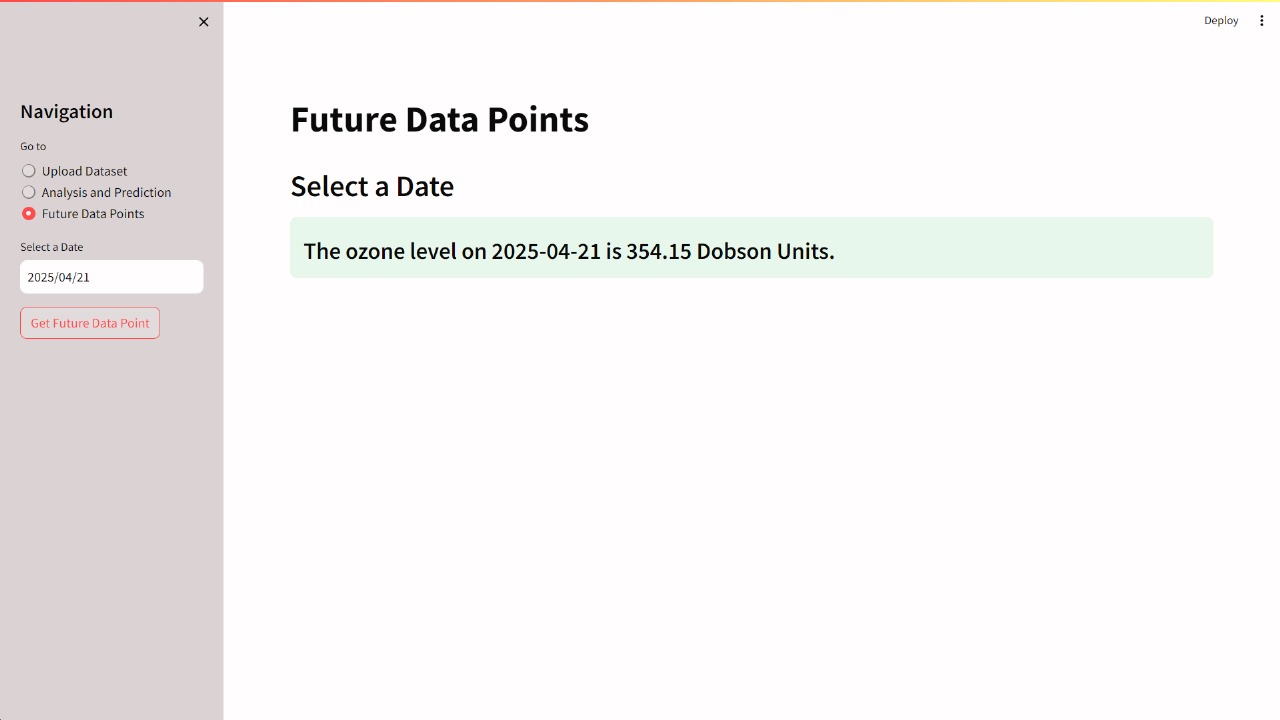 Deploy
Navigation
Go to
Upload Dataset
Analysis and Prediction
Future Data Points
Select a Date
2025/04/21
Get Future Data Point
Future Data Points
Select a Date
The ozone level on 2025-04-21 is 354.15 Dobson Units.